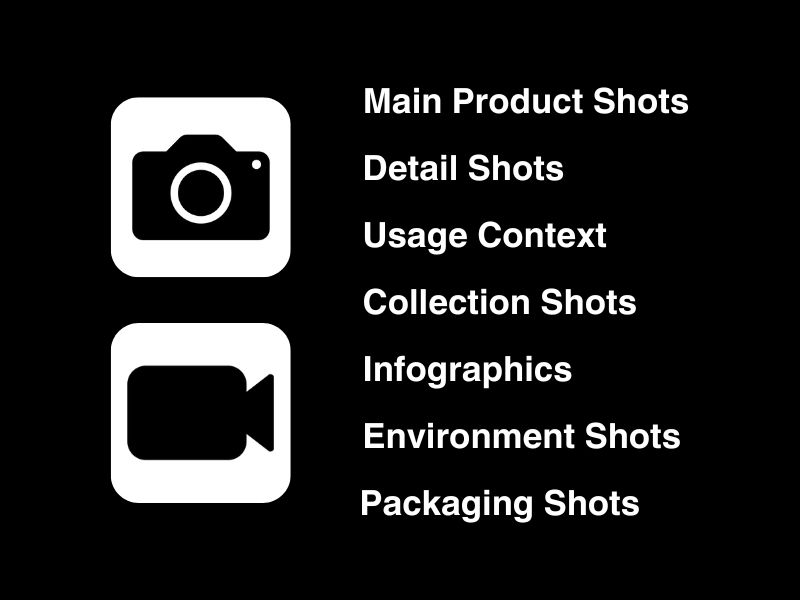 Main Product Shots
Detail Shots
Usage Context
Collection Shots
Infographics
Environment Shots
Packaging Shots